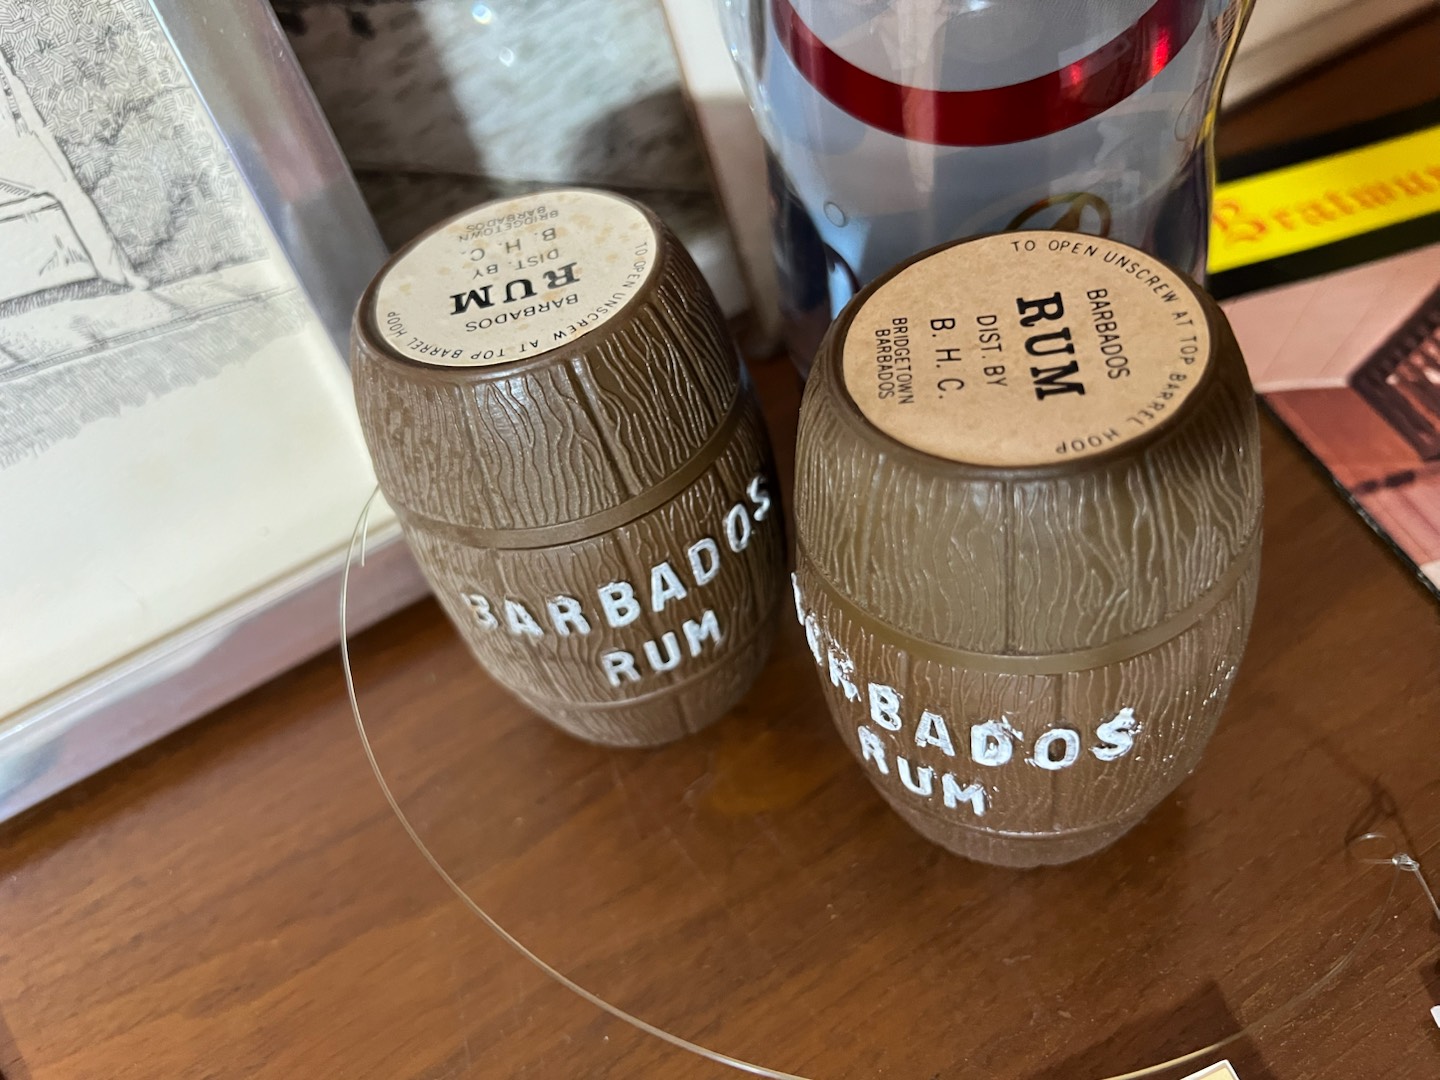 TO OPEN UNSCREW AT TOP BARREL HOOP
BARBADOS
RUM
DIST. BY
B. H. C.
BRIDGETOWN
BARBADOS
BARBADOS
RUM
TO OPEN UNSCREW AT TOP BARREL HOOP
BARBADOS
RUM
DIST. BY
B. H. C.
BRIDGETOWN
BARBADOS
BARBADOS
RUM